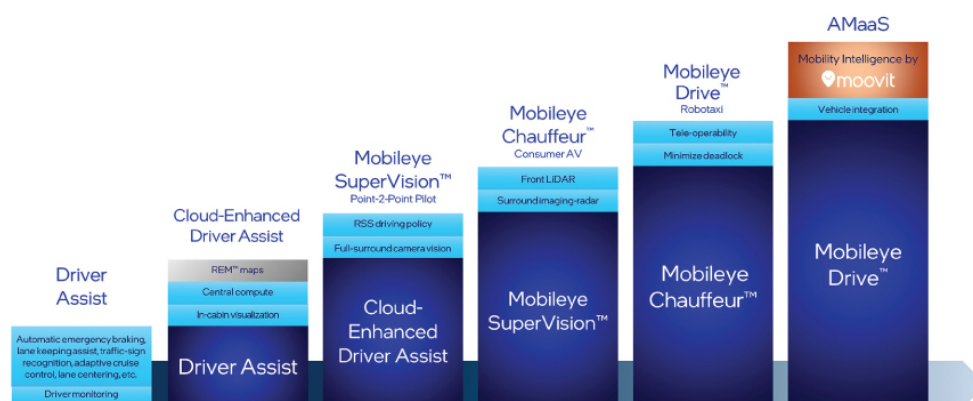 Driver
Assist
Automatic emergency braking,
lane keeping assist, traffic-sign
recognition, adaptive cruise
control, lane centering, etc.
Driver monitoring
Cloud-Enhanced
Driver Assist
REM™ maps
Central compute
In-cabin visualization
Driver Assist
Mobileye
SuperVision™
Point-2-Point Pilot
RSS driving policy
Full-surround camera vision
Cloud-
Enhanced
Driver Assist
Mobileye
Chauffeur™
Consumer AV
Front LiDAR
Surround imaging-radar
Mobileye
SuperVision™
Mobileye
Drive™
Robotaxi
Tele-operability
Minimize deadlock
Mobileye
Chauffeur™
AMaaS
Mobility Intelligence by
moovit
Vehicle integration
Mobileye
Drive™